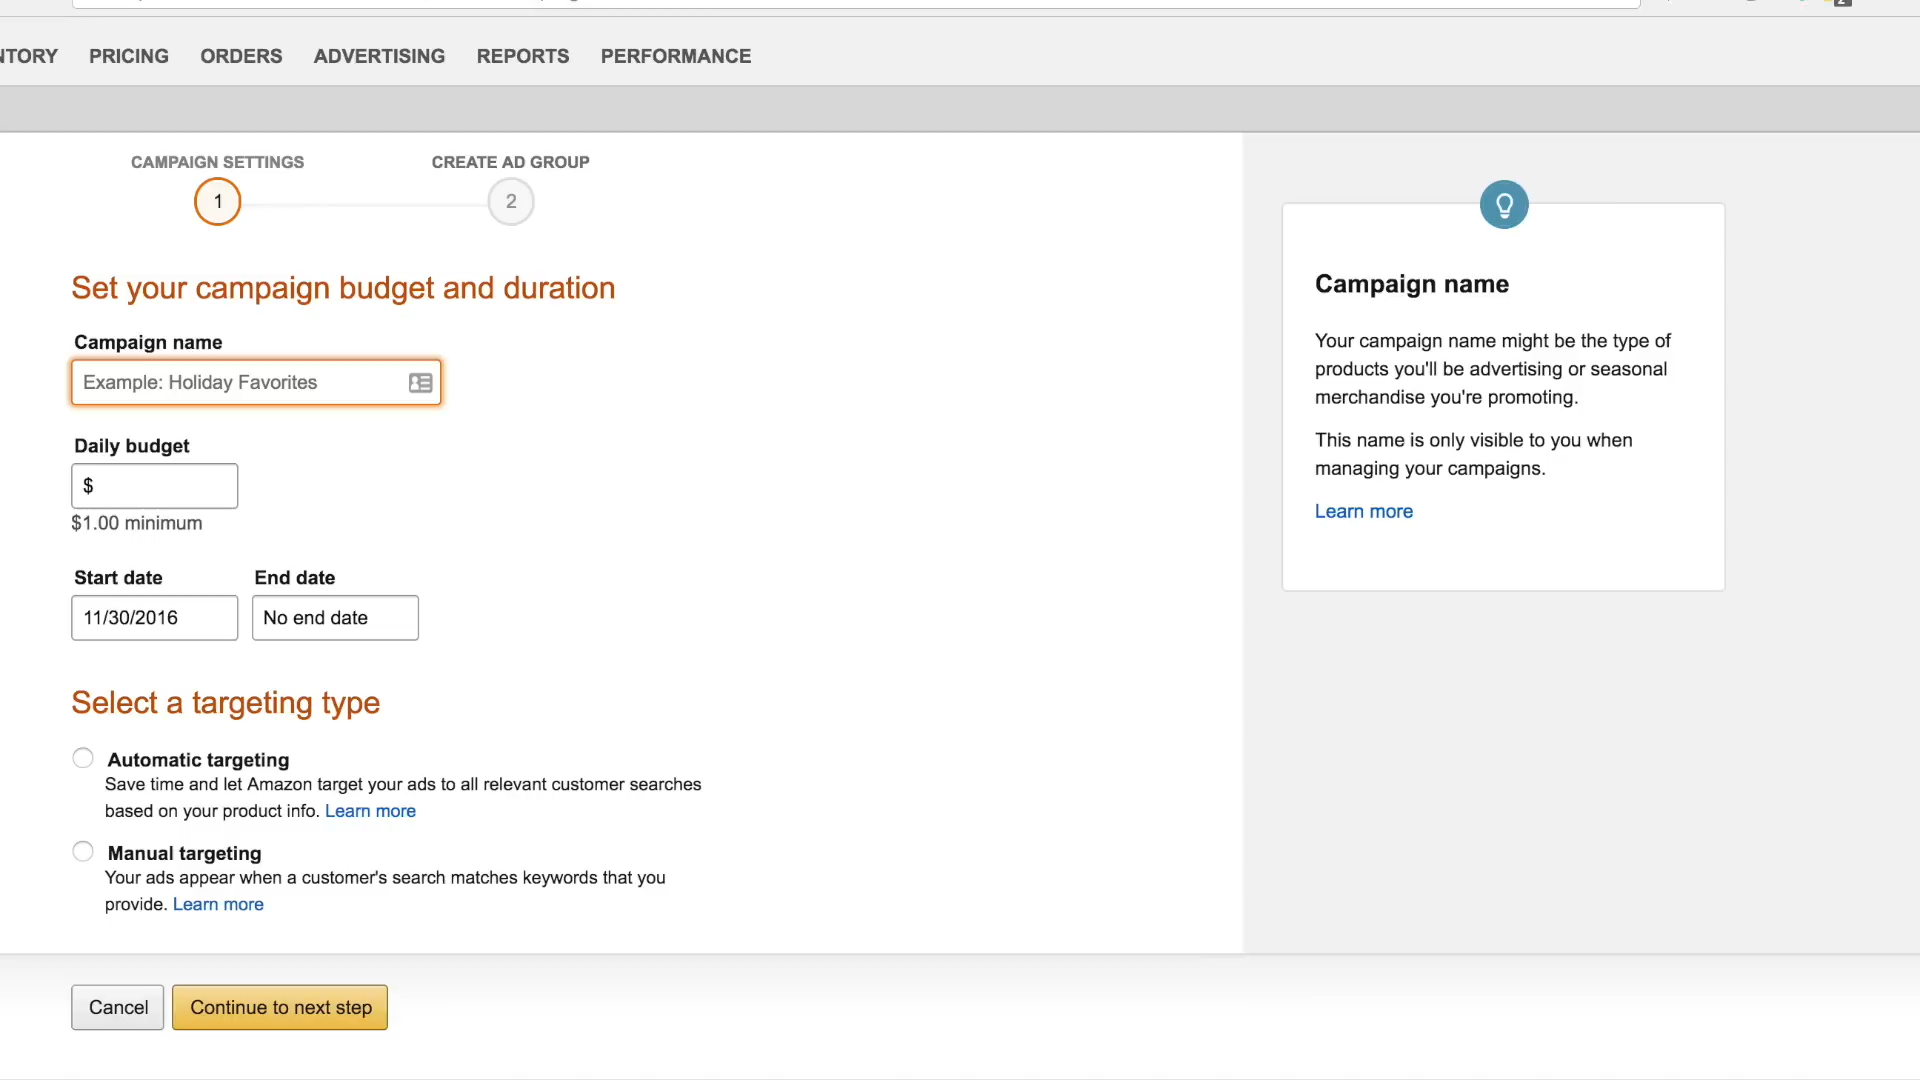 NTORY PRICING ORDERS ADVERTISING REPORTS PERFORMANCE
CAMPAIGN SETTINGS CREATE AD GROUP
1 2
Set your campaign budget and duration
Campaign name
Example: Holiday Favorites
Daily budget
$
$1.00 minimum
Start date End date
11/30/2016 No end date
Select a targeting type
Automatic targeting
Save time and let Amazon target your ads to all relevant customer searches
based on your product info. Learn more
Manual targeting
Your ads appear when a customer's search matches keywords that you
provide. Learn more
Cancel Continue to next step
Campaign name
Your campaign name might be the type of
products you'll be advertising or seasonal
merchandise you're promoting.
This name is only visible to you when
managing your campaigns.
Learn more